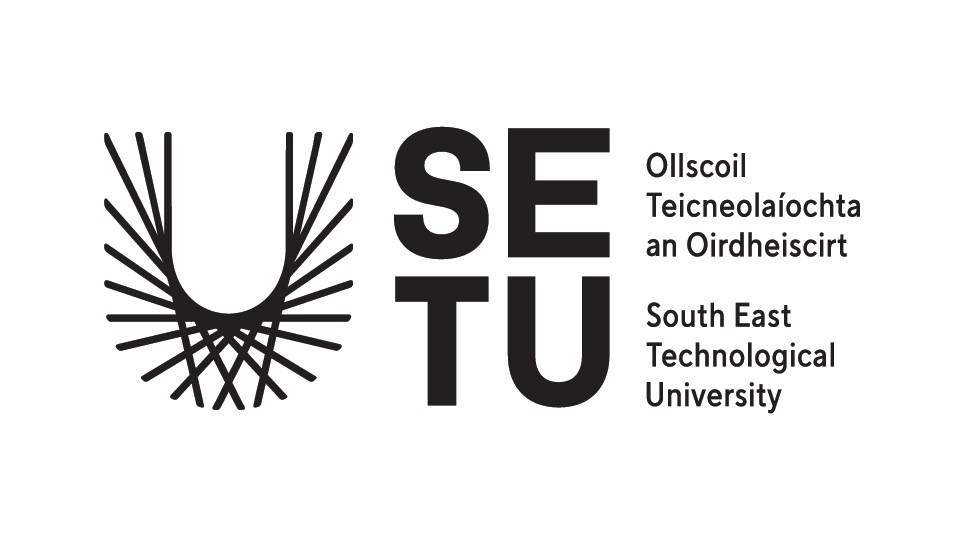 SE
TU
Ollscoil
Teicneolaíochta
an Oirdheiscirt
South East
Technological
University